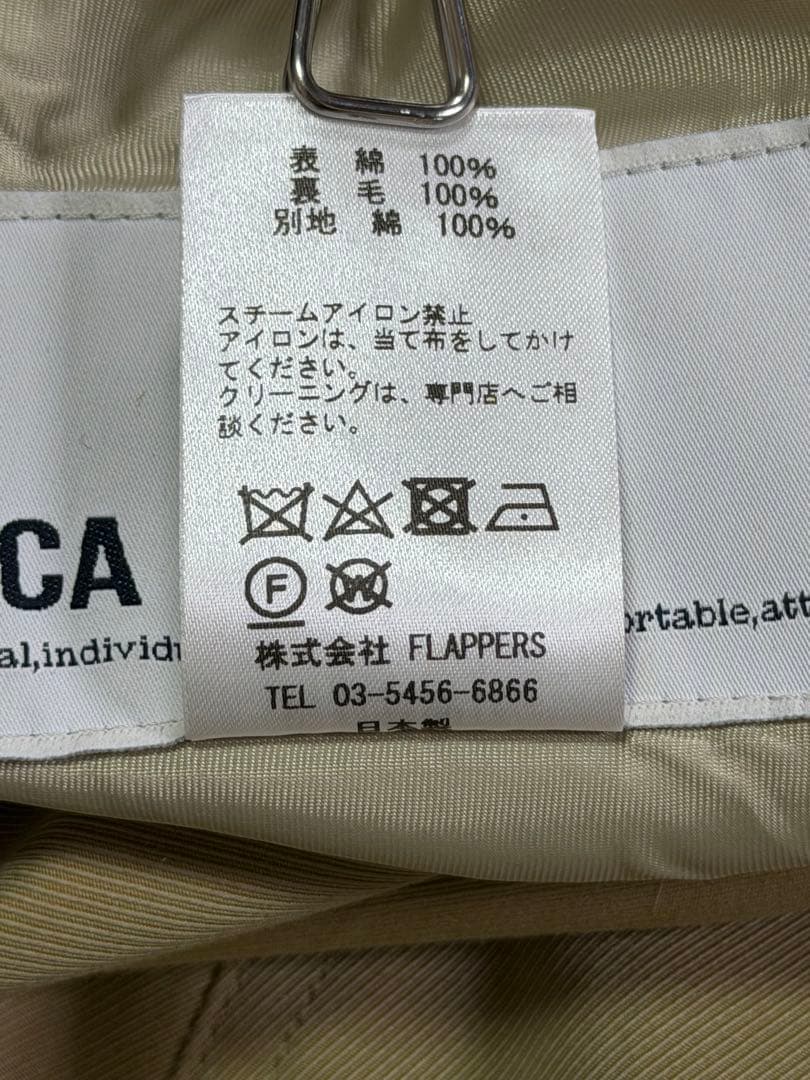 表 綿 100%
裏 毛 100%
別地 綿 100%
スチームアイロン禁止
アイロンは、当て布をしてかけ
てください。
クリーニングは、専門店へご相
談ください。
F
W
株式会社 FLAPPERS
TEL 03-5456-6866
日本製
CA
al,individu
ortable,att